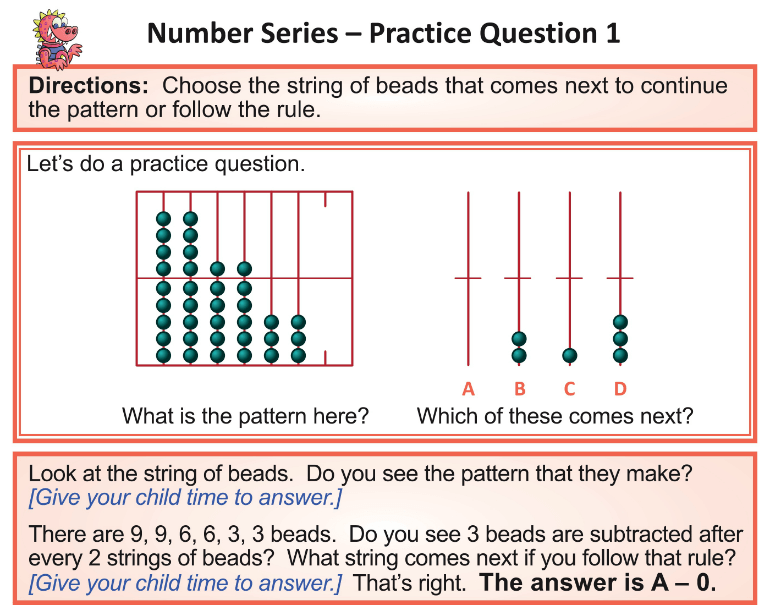 Number Series – Practice Question 1
Directions:  Choose the string of beads that comes next to continue
the pattern or follow the rule.
Let's do a practice question.
A B C D
What is the pattern here?
Which of these comes next?
Look at the string of beads.  Do you see the pattern that they make?
[Give your child time to answer.]
There are 9, 9, 6, 6, 3, 3 beads.  Do you see 3 beads are subtracted after
every 2 strings of beads?  What string comes next if you follow that rule?
[Give your child time to answer.]  That's right.  The answer is A – 0.